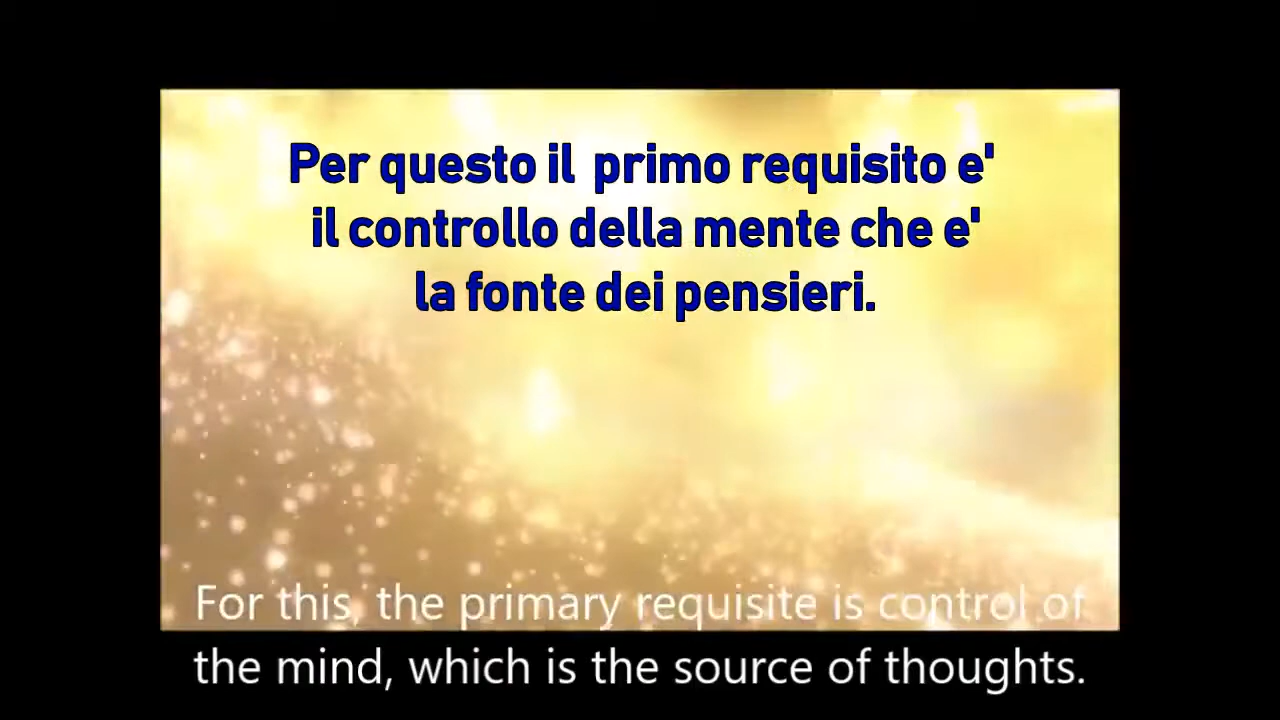 Per questo il primo requisito e'
il controllo della mente che e'
la fonte dei pensieri.
For this, the primary requisite is control of
the mind, which is the source of thoughts.